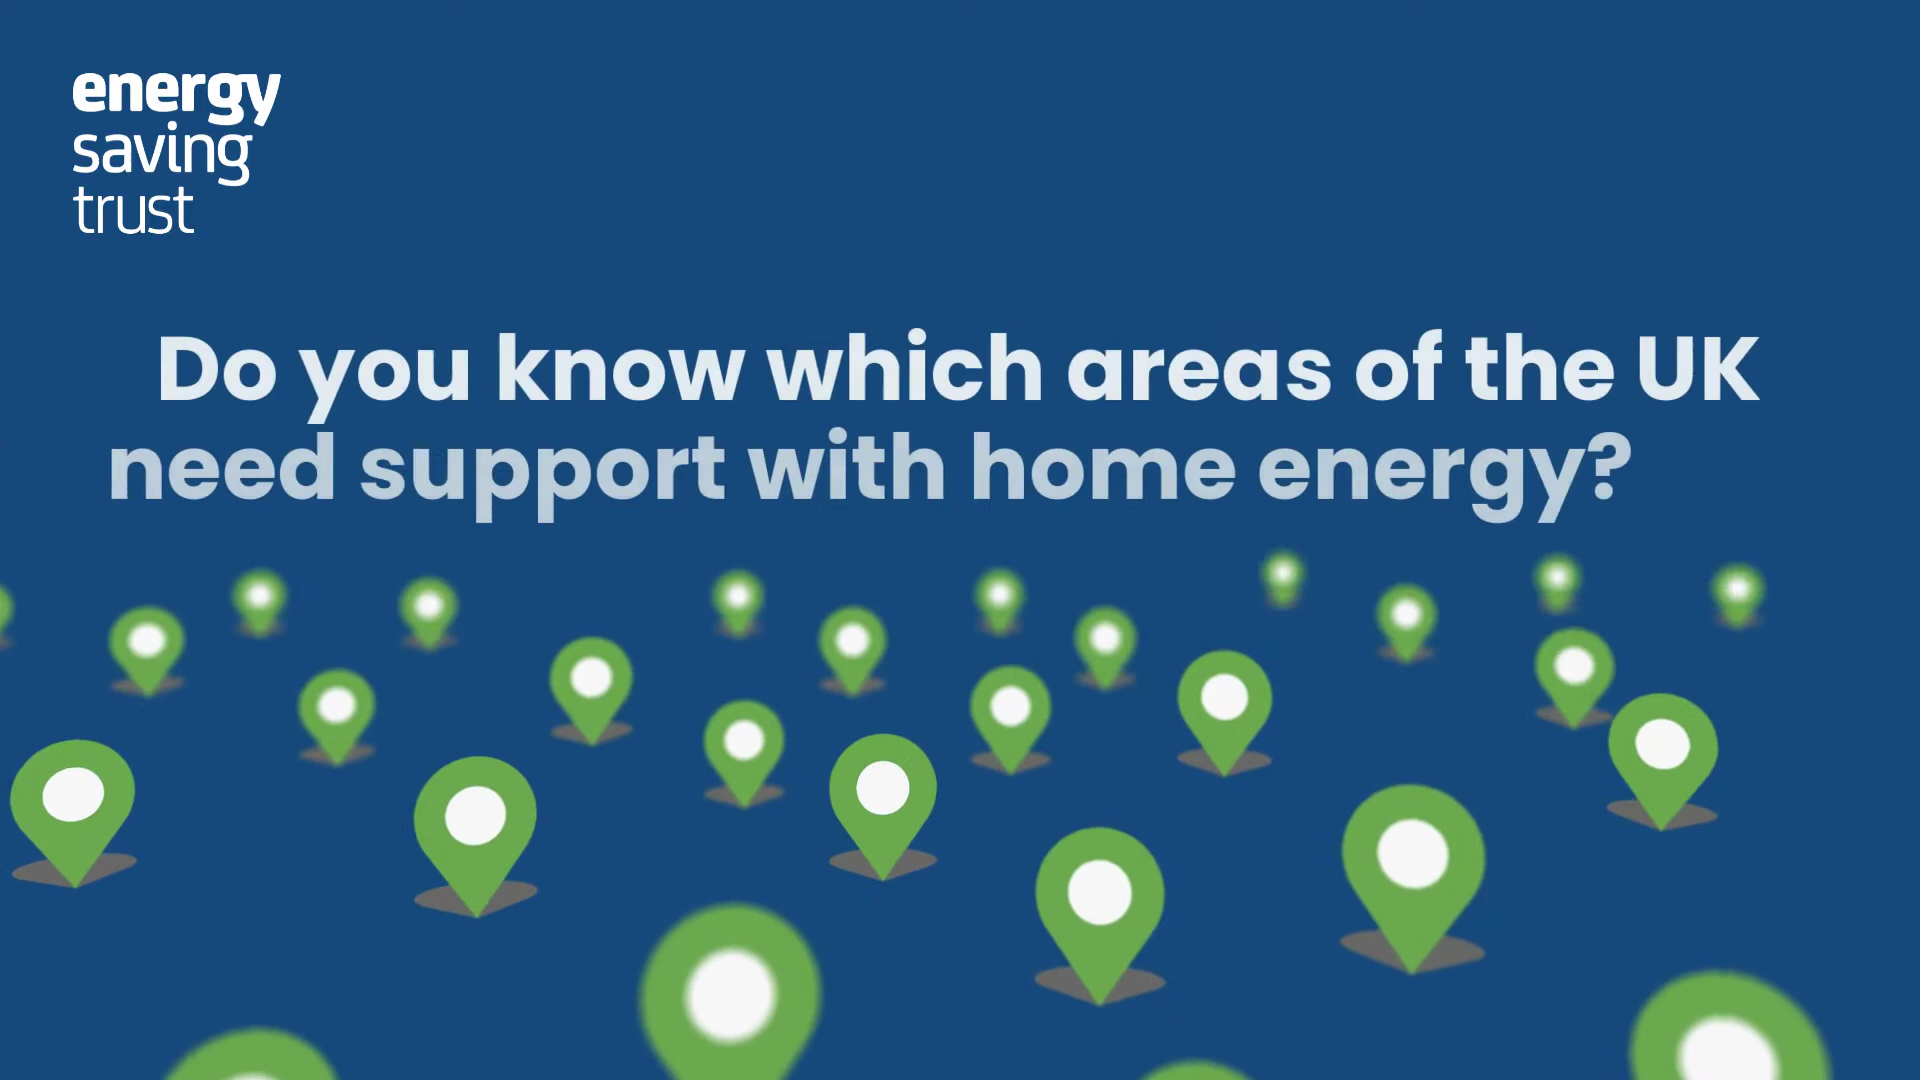 energy
saving
trust
Do you know which areas of the UK
need support with home energy?